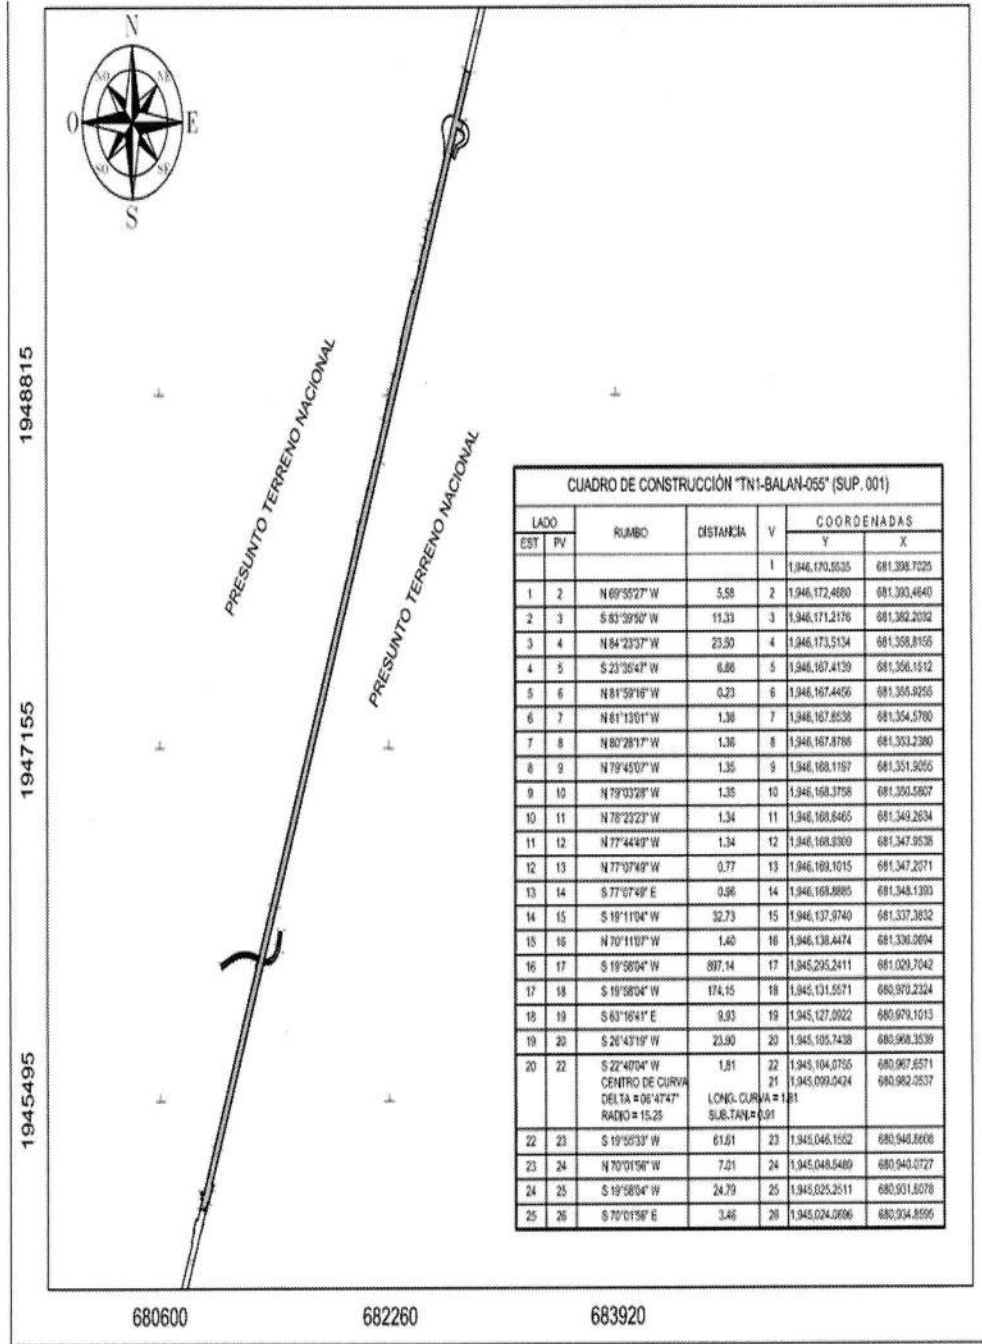 N
NO NE
O E
SO SE
S
1948815
1947155
1945495
PRESUNTO TERRENO NACIONAL
PRESUNTO TERRENO NACIONAL
CUADRO DE CONSTRUCCIÓN "TN1-BALAN-055" (SUP. 001)
LADO RUMBO DISTANCIA V COORDENADAS
EST PV Y X
1 1,946,170.5535 681,398.7025
1 2 N 69°55'27" W 5.58 2 1,946,172.4680 681,393.4640
2 3 S 83°39'50" W 11.33 3 1,946,171.2176 681,382.2032
3 4 N 84°23'37" W 23.50 4 1,946,173.5134 681,358.8155
4 5 S 23°35'47" W 6.66 5 1,946,167.4139 681,356.1512
5 6 N 81°59'16" W 0.23 6 1,946,167.4456 681,355.9255
6 7 N 81°13'01" W 1.36 7 1,946,167.6536 681,354.5780
7 8 N 80°28'17" W 1.36 8 1,946,167.8788 681,353.2380
8 9 N 79°45'07" W 1.35 9 1,946,168.1197 681,351.9055
9 10 N 79°03'28" W 1.35 10 1,946,168.3758 681,350.5807
10 11 N 78°23'23" W 1.34 11 1,946,168.6465 681,349.2634
11 12 N 77°44'49" W 1.34 12 1,946,168.9309 681,347.9538
12 13 N 77°07'49" W 0.77 13 1,946,169.1015 681,347.2071
13 14 S 77°07'49" E 0.96 14 1,946,168.8885 681,348.1393
14 15 S 19°11'04" W 32.73 15 1,946,137.9740 681,337.3832
15 16 N 70°11'07" W 1.40 16 1,946,138.4474 681,336.0694
16 17 S 19°58'04" W 897.14 17 1,945,295.2411 681,029.7042
17 18 S 19°58'04" W 174.15 18 1,945,131.5571 680,970.2324
18 19 S 63°16'41" E 9.93 19 1,945,127.0922 680,979.1013
19 20 S 26°43'19" W 23.90 20 1,945,105.7438 680,968.3539
20 22 S 22°40'04" W 1.81 22 1,945,104.0755 680,967.6571
CENTRO DE CURVA 21 1,945,099.0424 680,982.0537
DELTA = 06°47'47" LONG. CURVA = 1.81
RADIO = 15.25 SUB.TAN.= 0.91
22 23 S 19°55'33" W 61.61 23 1,945,046.1552 680,946.6608
23 24 N 70°01'56" W 7.01 24 1,945,048.5489 680,940.0727
24 25 S 19°58'04" W 24.79 25 1,945,025.2511 680,931.6078
25 26 S 70°01'56" E 3.46 26 1,945,024.0696 680,934.8595
680600 682260 683920